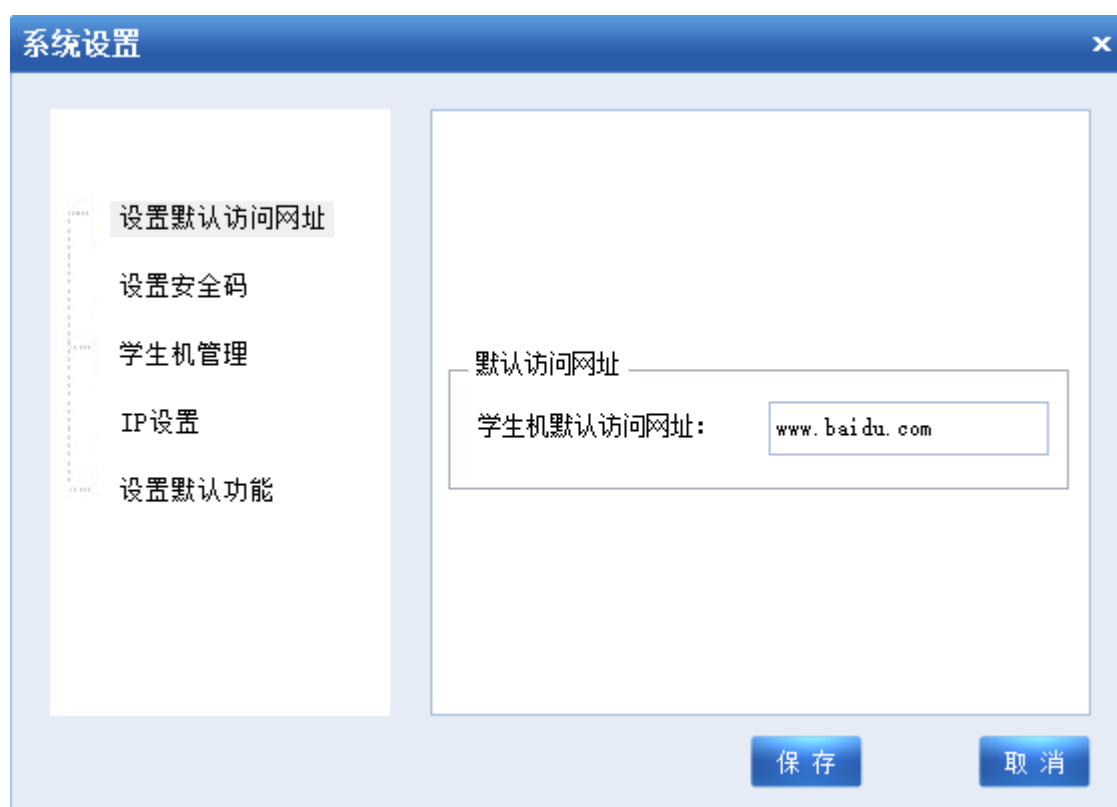 系统设置
设置默认访问网址
设置安全码
学生机管理
IP设置
设置默认功能
默认访问网址
学生机默认访问网址：
www.baidu.com
保存
取消